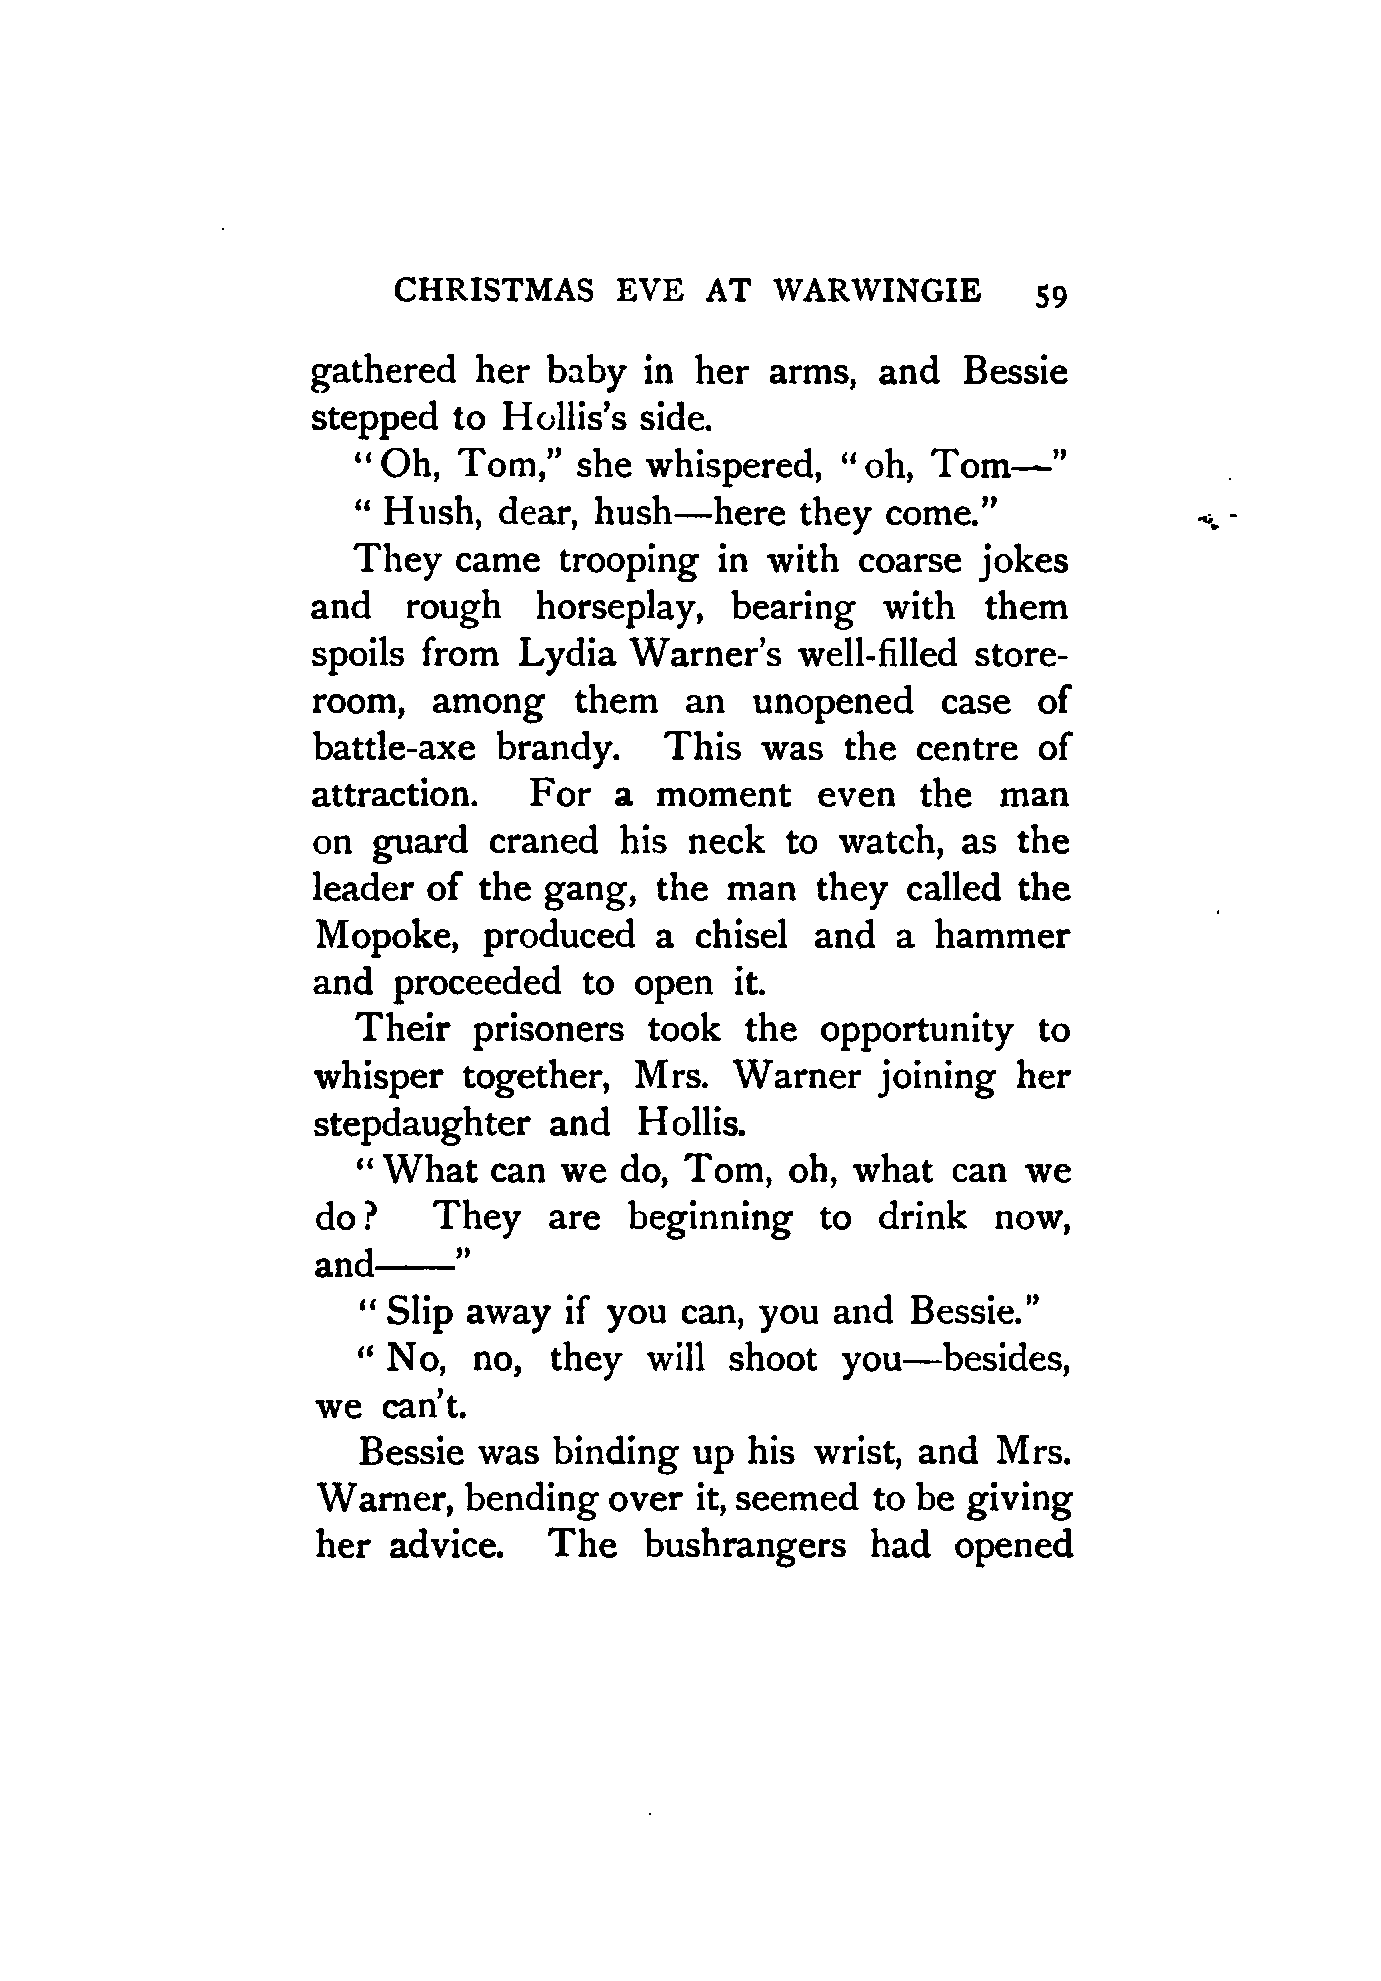 CHRISTMAS EVE AT WARWINGIE 59
gathered her baby in her arms, and Bessie
stepped to Hollis's side.
"Oh, Tom," she whispered, "oh, Tom—"
"Hush, dear, hush—here they come."
They came trooping in with coarse jokes
and rough horseplay, bearing with them
spoils from Lydia Warner's well-filled store-
room, among them an unopened case of
battle-axe brandy. This was the centre of
attraction. For a moment even the man
on guard craned his neck to watch, as the
leader of the gang, the man they called the
Mopoke, produced a chisel and a hammer
and proceeded to open it.
Their prisoners took the opportunity to
whisper together, Mrs. Warner joining her
stepdaughter and Hollis.
"What can we do, Tom, oh, what can we
do? They are beginning to drink now,
and——"
"Slip away if you can, you and Bessie."
"No, no, they will shoot you—besides,
we can't.
Bessie was binding up his wrist, and Mrs.
Warner, bending over it, seemed to be giving
her advice. The bushrangers had opened